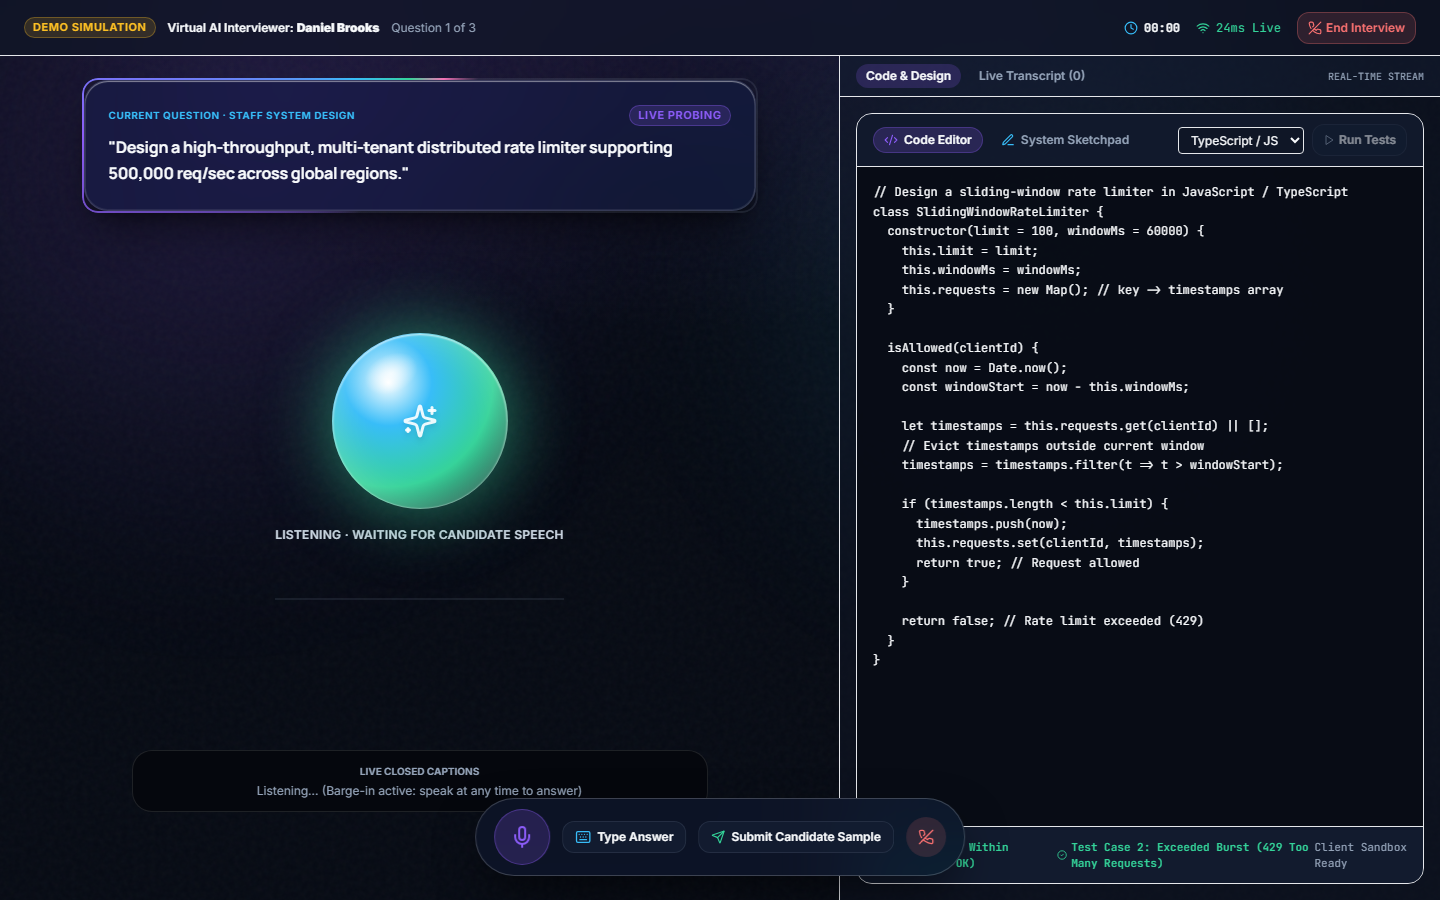 DEMO SIMULATION
Virtual AI Interviewer: Daniel Brooks
Question 1 of 3
00:00
24ms Live
End Interview
CURRENT QUESTION · STAFF SYSTEM DESIGN
LIVE PROBING
"Design a high-throughput, multi-tenant distributed rate limiter supporting
500,000 req/sec across global regions."
LISTENING · WAITING FOR CANDIDATE SPEECH
LIVE CLOSED CAPTIONS
Listening... (Barge-in active: speak at any time to answer)
Type Answer
Submit Candidate Sample
Code & Design
Live Transcript (0)
REAL-TIME STREAM
Code Editor
System Sketchpad
TypeScript / JS
Run Tests
// Design a sliding-window rate limiter in JavaScript / TypeScript
class SlidingWindowRateLimiter {
  constructor(limit = 100, windowMs = 60000) {
    this.limit = limit;
    this.windowMs = windowMs;
    this.requests = new Map(); // key -> timestamps array
  }
  isAllowed(clientId) {
    const now = Date.now();
    const windowStart = now - this.windowMs;
    let timestamps = this.requests.get(clientId) || [];
    // Evict timestamps outside current window
    timestamps = timestamps.filter(t => t > windowStart);
    if (timestamps.length < this.limit) {
      timestamps.push(now);
      this.requests.set(clientId, timestamps);
      return true; // Request allowed
    }
    return false; // Rate limit exceeded (429)
  }
}
Within
OK)
Test Case 2: Exceeded Burst (429 Too
Many Requests)
Client Sandbox
Ready